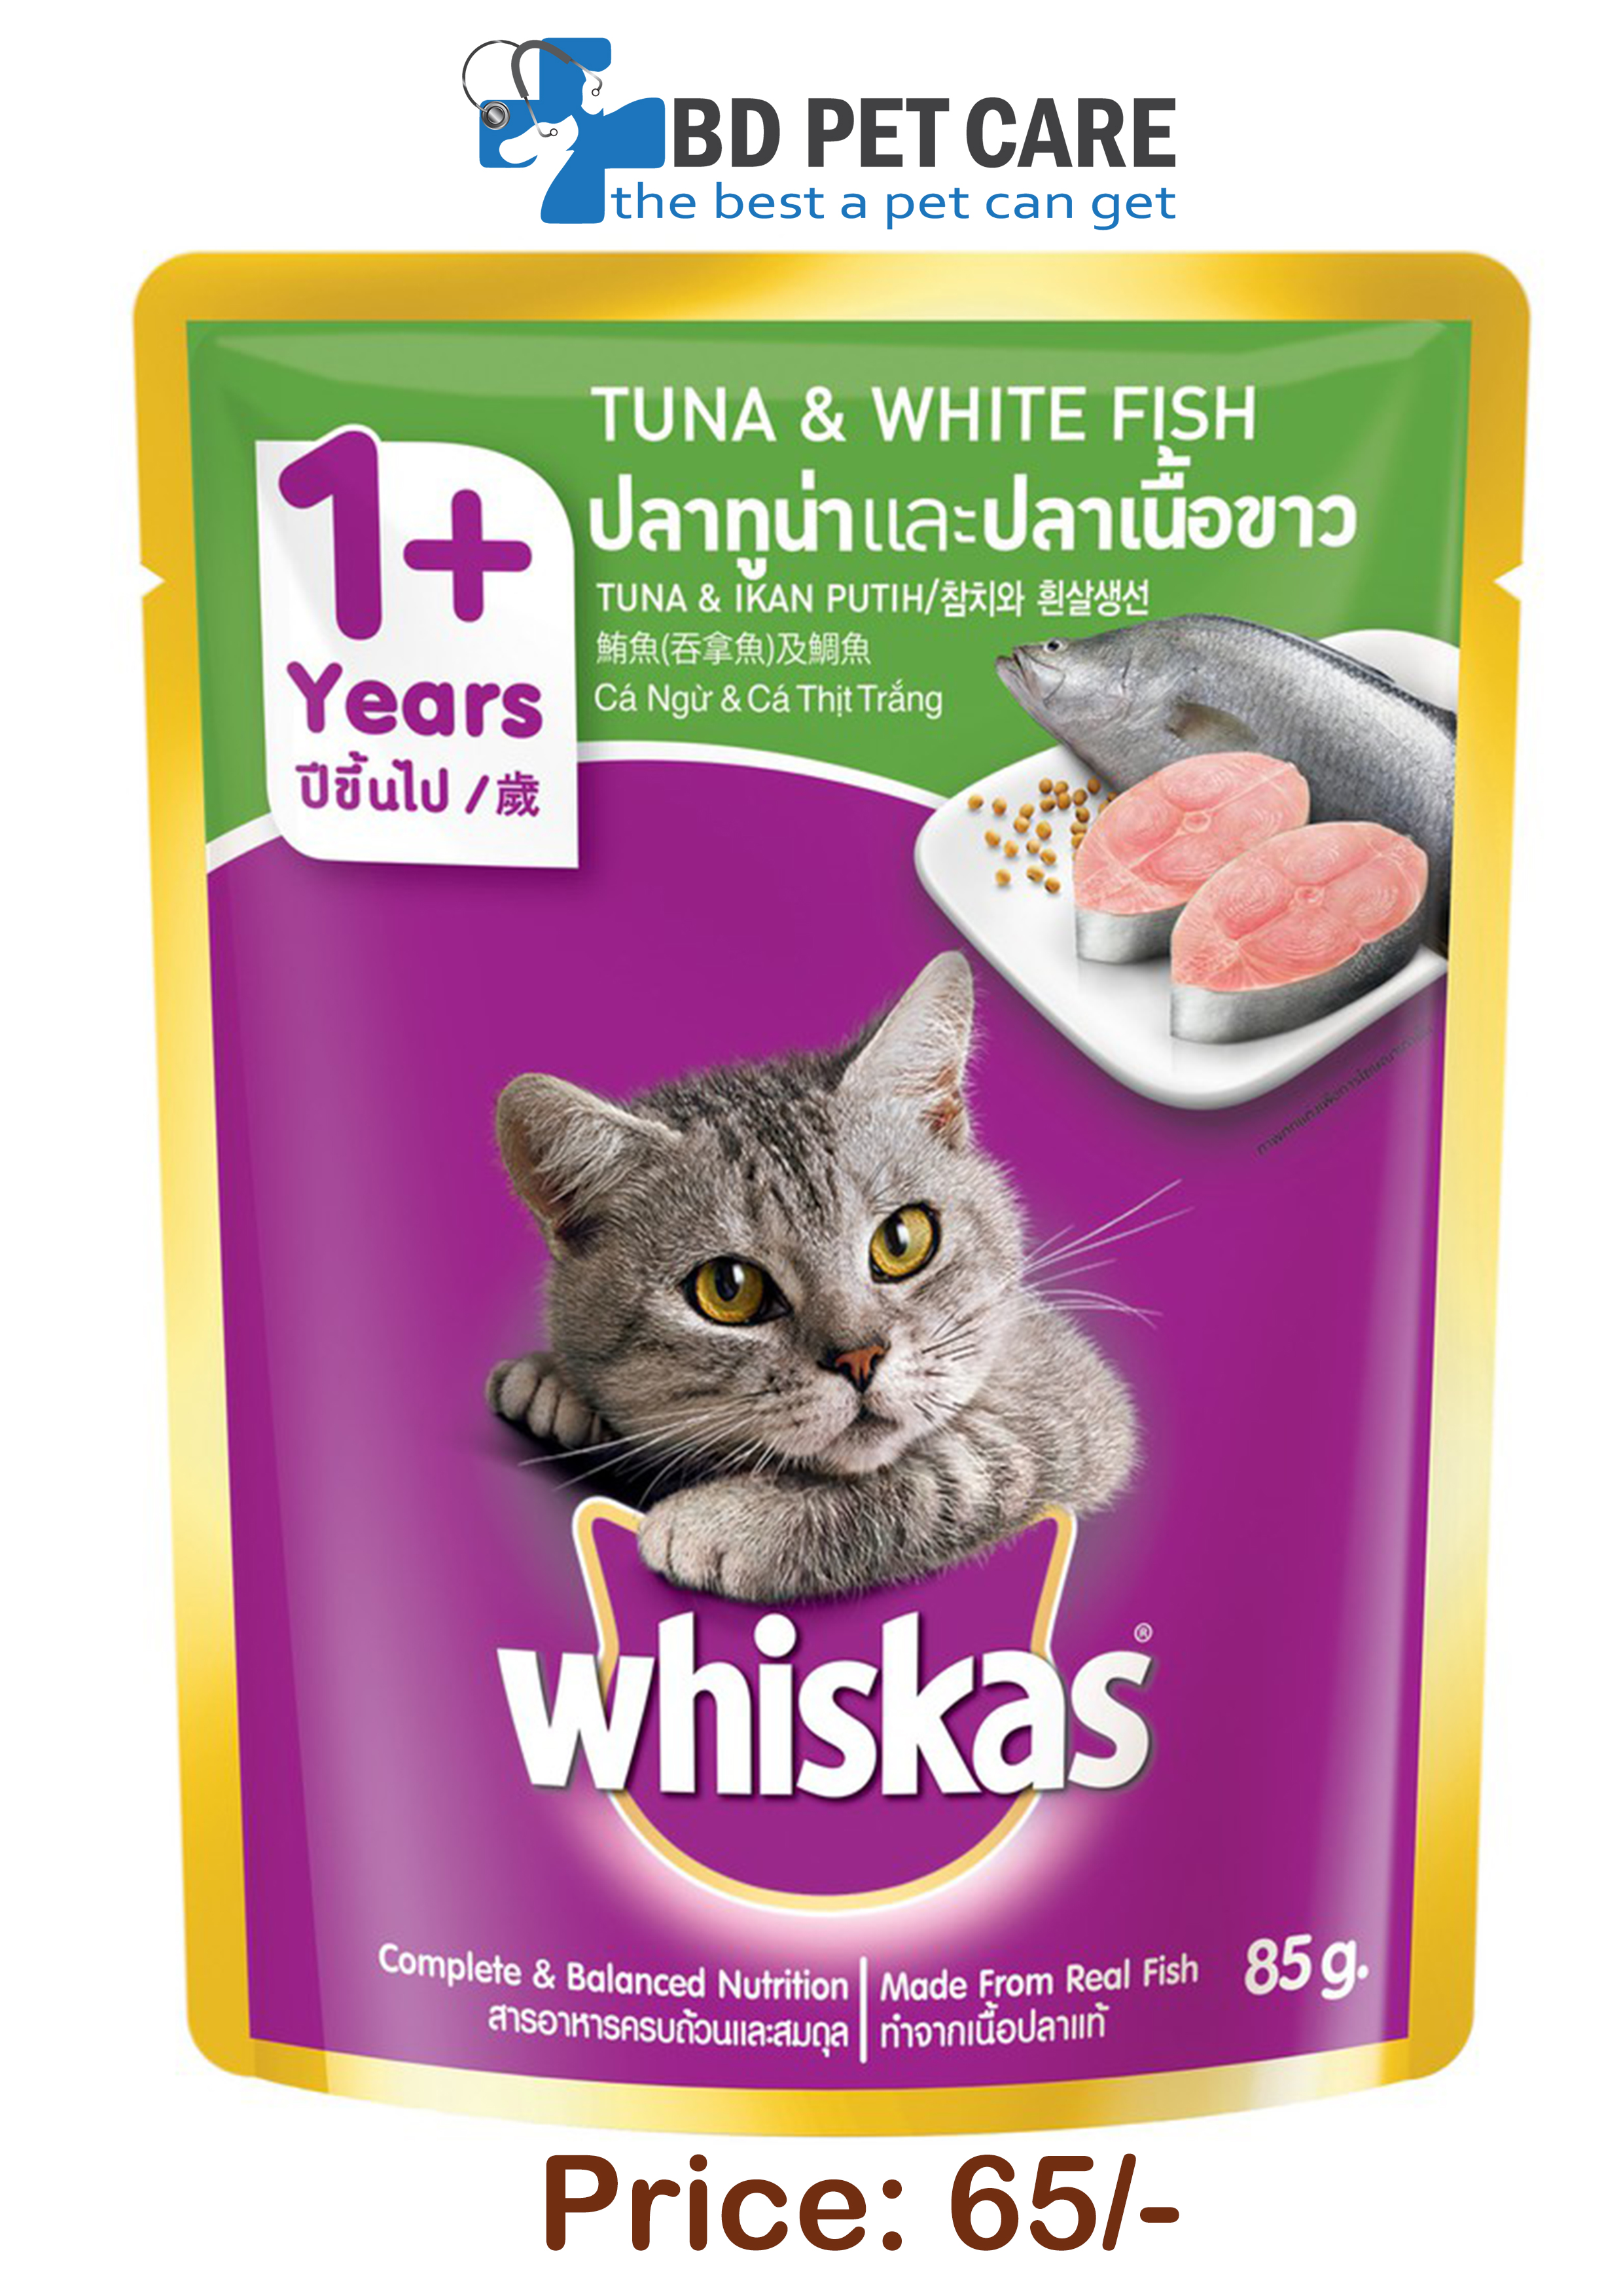 BD PET CARE
the best a pet can get
TUNA & WHITE FISH
ปลาทูน่าและปลาเนื้อขาว
TUNA & IKAN PUTIH/참치와 흰살생선
鮪魚(吞拿魚)及鯛魚
Cá Ngừ & Cá Thịt Trắng
1+
Years
ปีขึ้นไป / 歲
whiskas®
Complete & Balanced Nutrition
สารอาหารครบถ้วนและสมดุล
Made From Real Fish
ทำจากเนื้อปลาแท้
85 g.
Price: 65/-